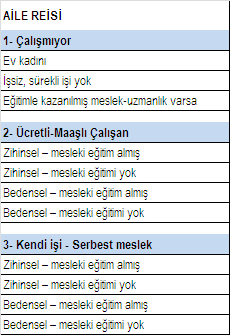 AİLE REİSİ
1- Çalışmıyor
Ev kadını
İşsiz, sürekli işi yok
Eğitimle kazanılmış meslek-uzmanlık varsa
2- Ücretli-Maaşlı Çalışan
Zihinsel – mesleki eğitim almış
Zihinsel – mesleki eğitimi yok
Bedensel – mesleki eğitim almış
Bedensel – mesleki eğitimi yok
3- Kendi işi - Serbest meslek
Zihinsel – mesleki eğitim almış
Zihinsel – mesleki eğitimi yok
Bedensel – mesleki eğitim almış
Bedensel – mesleki eğitimi yok